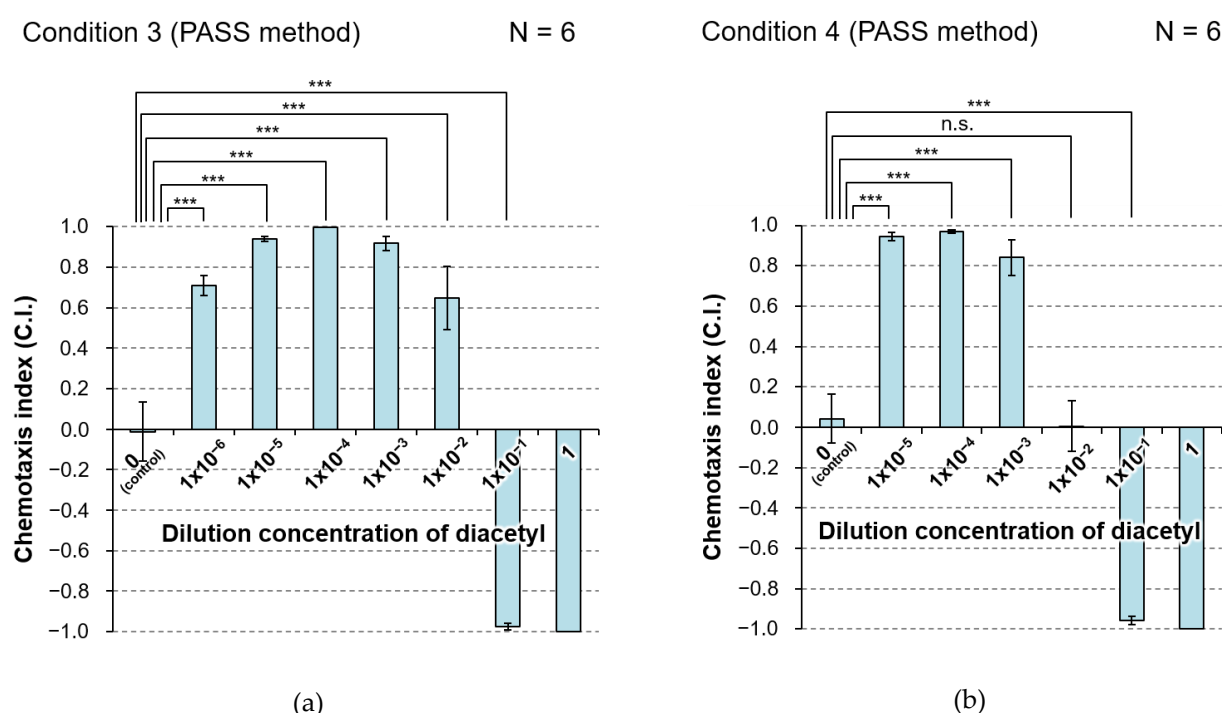 Condition 3 (PASS method) N = 6
***
***
***
***
***
***
1.0
0.8
0.6
0.4
0.2
0.0
−0.2
−0.4
−0.6
−0.8
−1.0
Chemotaxis index (C.I.)
0
(control)
1x10⁻⁶
1x10⁻⁵
1x10⁻⁴
1x10⁻³
1x10⁻²
1x10⁻¹
1
Dilution concentration of diacetyl
(a)
Condition 4 (PASS method) N = 6
***
n.s.
***
***
***
1.0
0.8
0.6
0.4
0.2
0.0
−0.2
−0.4
−0.6
−0.8
−1.0
Chemotaxis index (C.I.)
0
(control)
1x10⁻⁵
1x10⁻⁴
1x10⁻³
1x10⁻²
1x10⁻¹
1
Dilution concentration of diacetyl
(b)